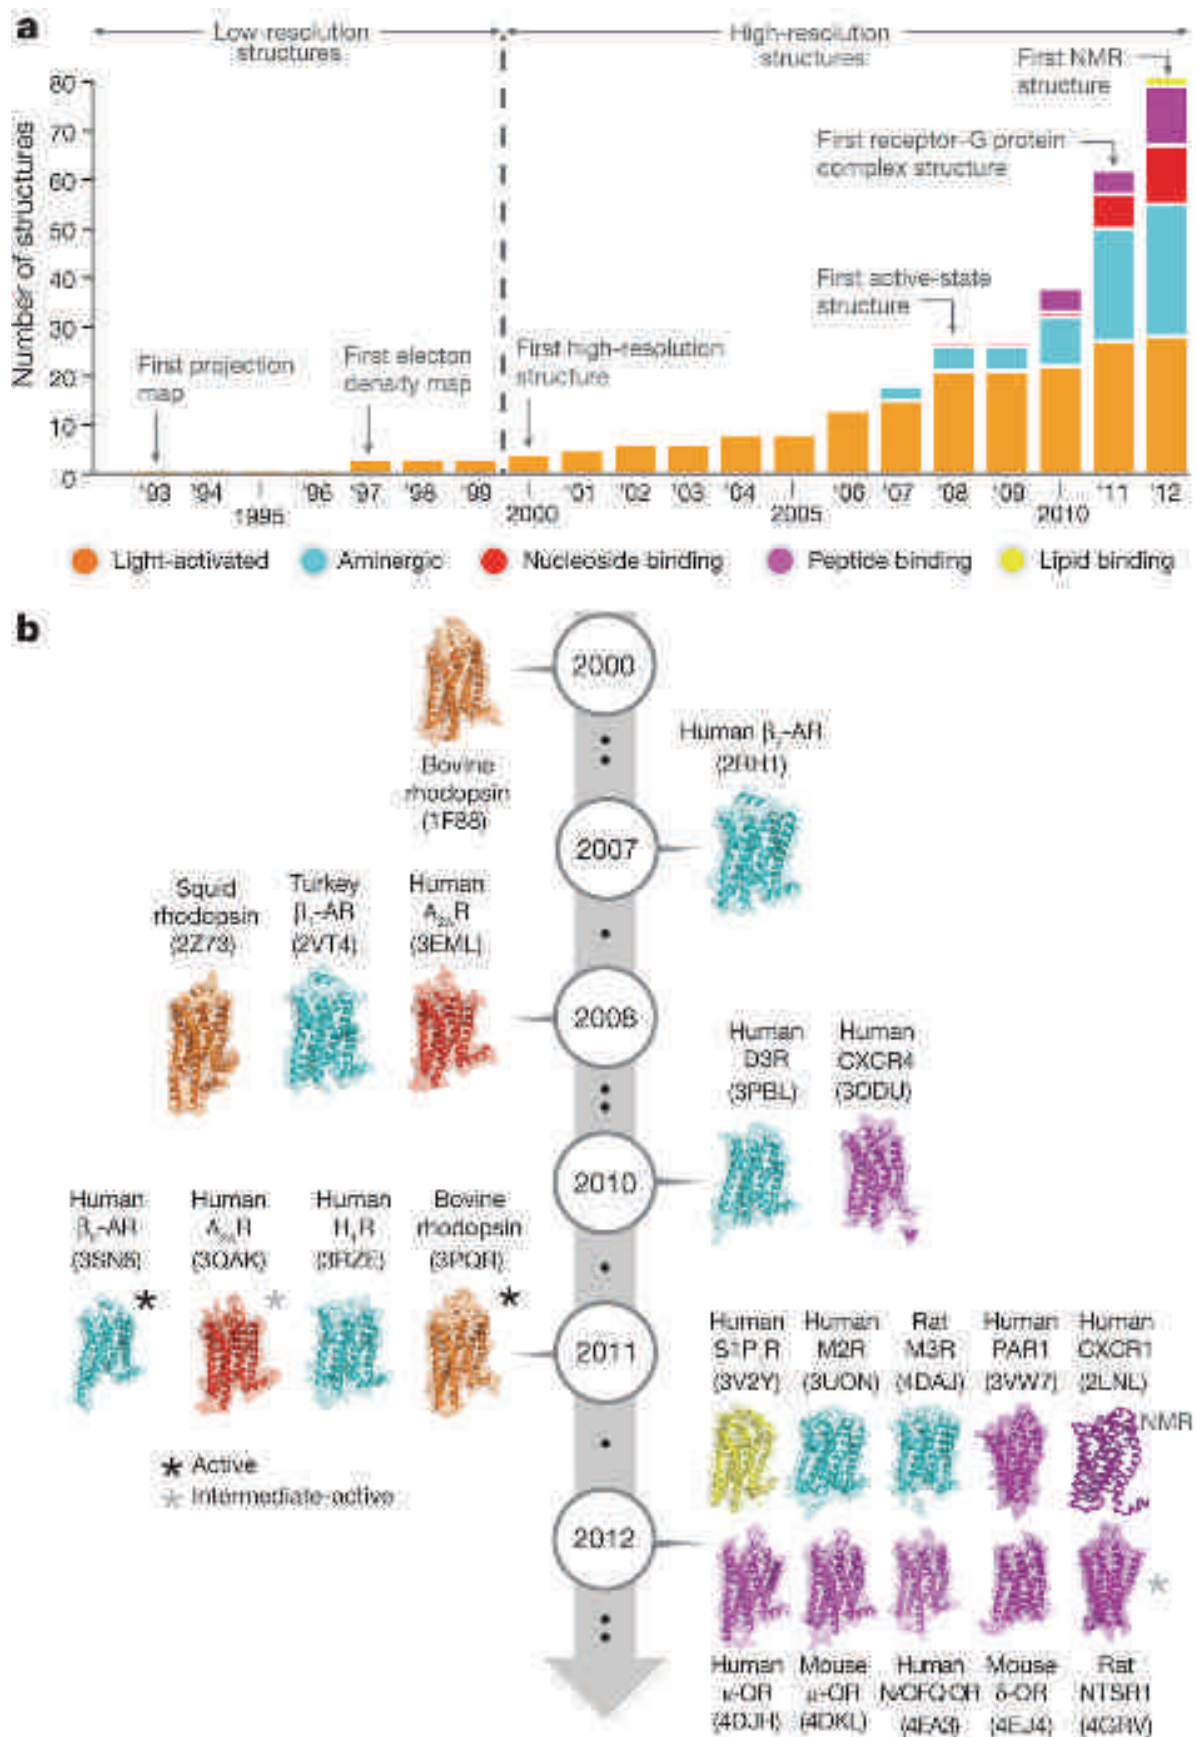 a
Low-resolution
structures
High-resolution
structures
First NMR
structure
First receptor–G protein
complex structure
First active-state
structure
First projection
map
First electon
density map
First high-resolution
structure
Number of structures
80
70
60
50
40
30
20
10
0
'93 '94 '96 '97 '98 '99 '01 '02 '03 '04 '06 '07 '08 '09 '11 '12
1995 2000 2005 2010
Light-activated Aminergic Nucleoside binding Peptide binding Lipid binding
b
2000
Bovine
rhodopsin
(1F88)
Human β₂-AR
(2RH1)
2007
Squid
rhodopsin
(2Z73)
Turkey
β₁-AR
(2VT4)
Human
A₂ₐR
(3EML)
2008
Human
D3R
(3PBL)
Human
CXCR4
(3ODU)
2010
Human
β₂-AR
(3SN6)
Human
A₂ₐR
(3QAK)
Human
H₁R
(3RZE)
Bovine
rhodopsin
(3PQR)
2011
* Active
* Intermediate-active
Human
S1P₁R
(3V2Y)
Human
M2R
(3UON)
Rat
M3R
(4DAJ)
Human
PAR1
(3VW7)
Human
CXCR1
(2LNL)
NMR
2012
Human
κ-OR
(4DJH)
Mouse
μ-OR
(4DKL)
Human
N/OFQ-OR
(4EA3)
Mouse
δ-OR
(4EJ4)
Rat
NTSR1
(4GRV)